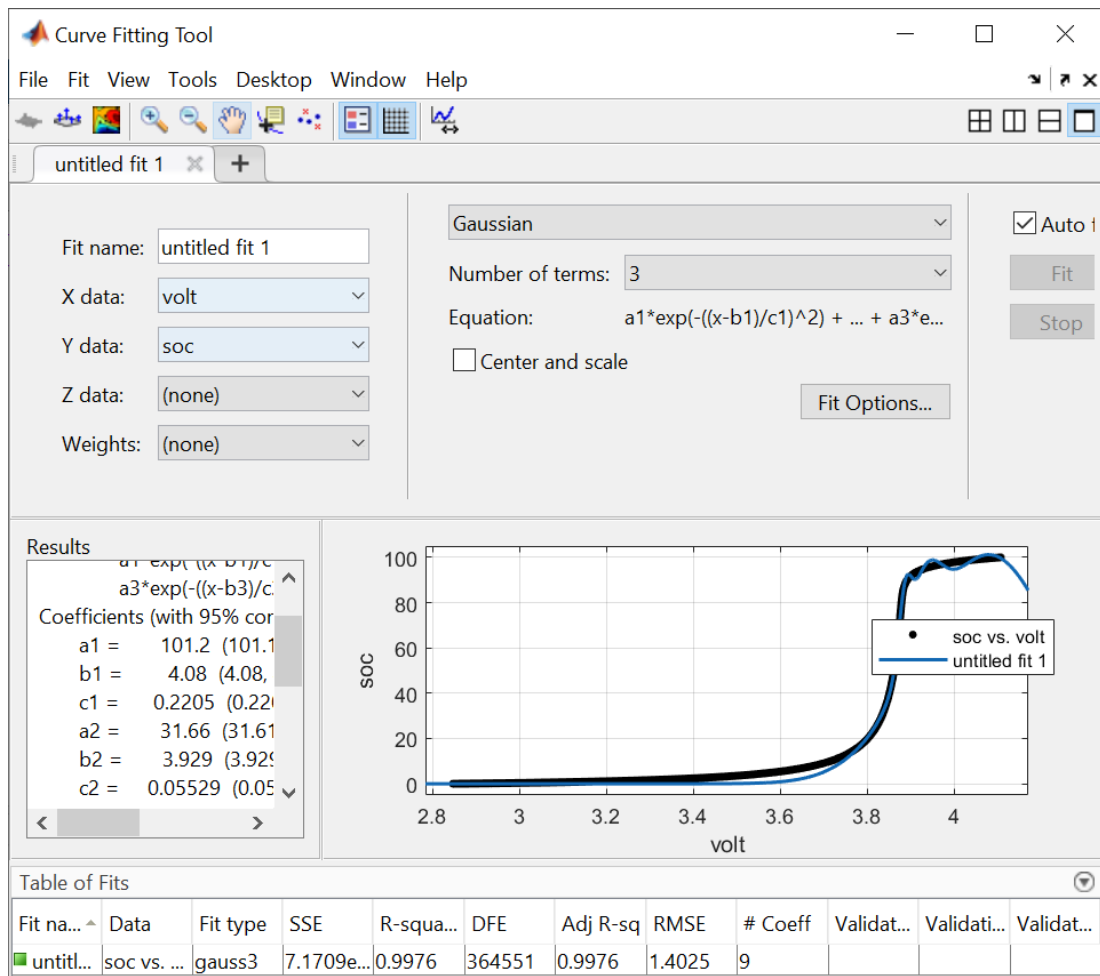 Curve Fitting Tool
File Fit View Tools Desktop Window Help
untitled fit 1
Fit name: untitled fit 1
X data: volt
Y data: soc
Z data: (none)
Weights: (none)
Gaussian
Number of terms: 3
Equation: a1*exp(-((x-b1)/c1)^2) + ... + a3*e...
Center and scale
Fit Options...
Auto f
Fit
Stop
Results
a1*exp(-((x-b1)/c
a3*exp(-((x-b3)/c
Coefficients (with 95% con
a1 = 101.2 (101.1
b1 = 4.08 (4.08,
c1 = 0.2205 (0.220
a2 = 31.66 (31.61
b2 = 3.929 (3.929
c2 = 0.05529 (0.05
100
80
60
40
20
0
soc
2.8 3 3.2 3.4 3.6 3.8 4
volt
soc vs. volt
untitled fit 1
Table of Fits
Fit na... Data Fit type SSE R-squa... DFE Adj R-sq RMSE # Coeff Validat... Validati... Validat...
untitl... soc vs. ... gauss3 7.1709e... 0.9976 364551 0.9976 1.4025 9